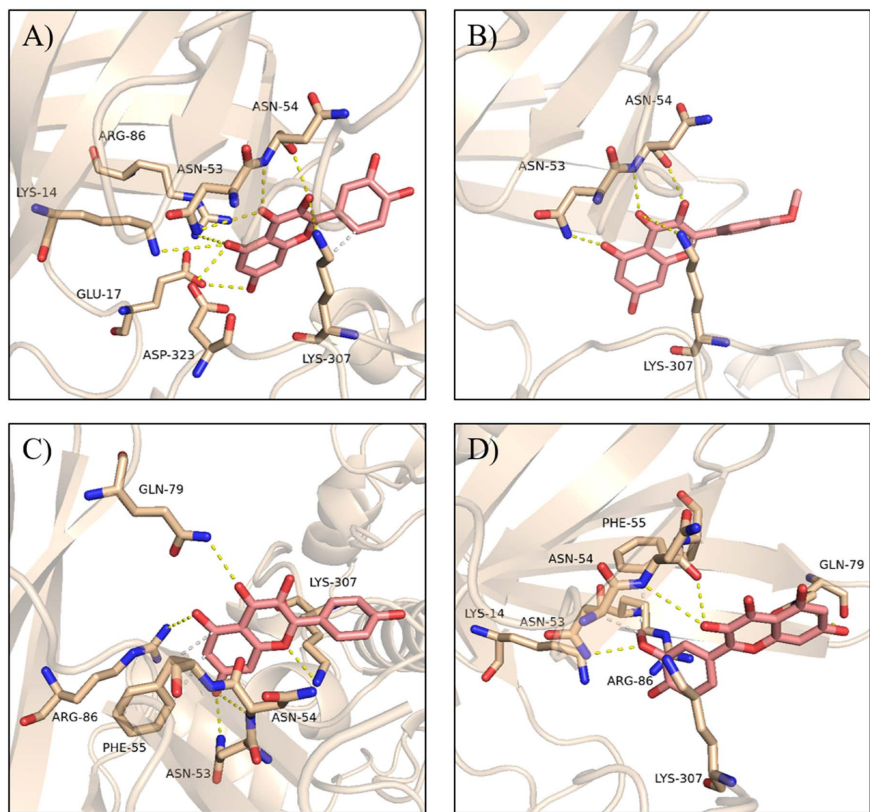 A)
ASN-54
ARG-86
ASN-53
LYS-14
GLU-17
ASP-323
LYS-307
B)
ASN-54
ASN-53
LYS-307
C)
GLN-79
LYS-307
ARG-86
ASN-54
PHE-55
ASN-53
D)
PHE-55
ASN-54
GLN-79
LYS-14
ASN-53
ARG-86
LYS-307